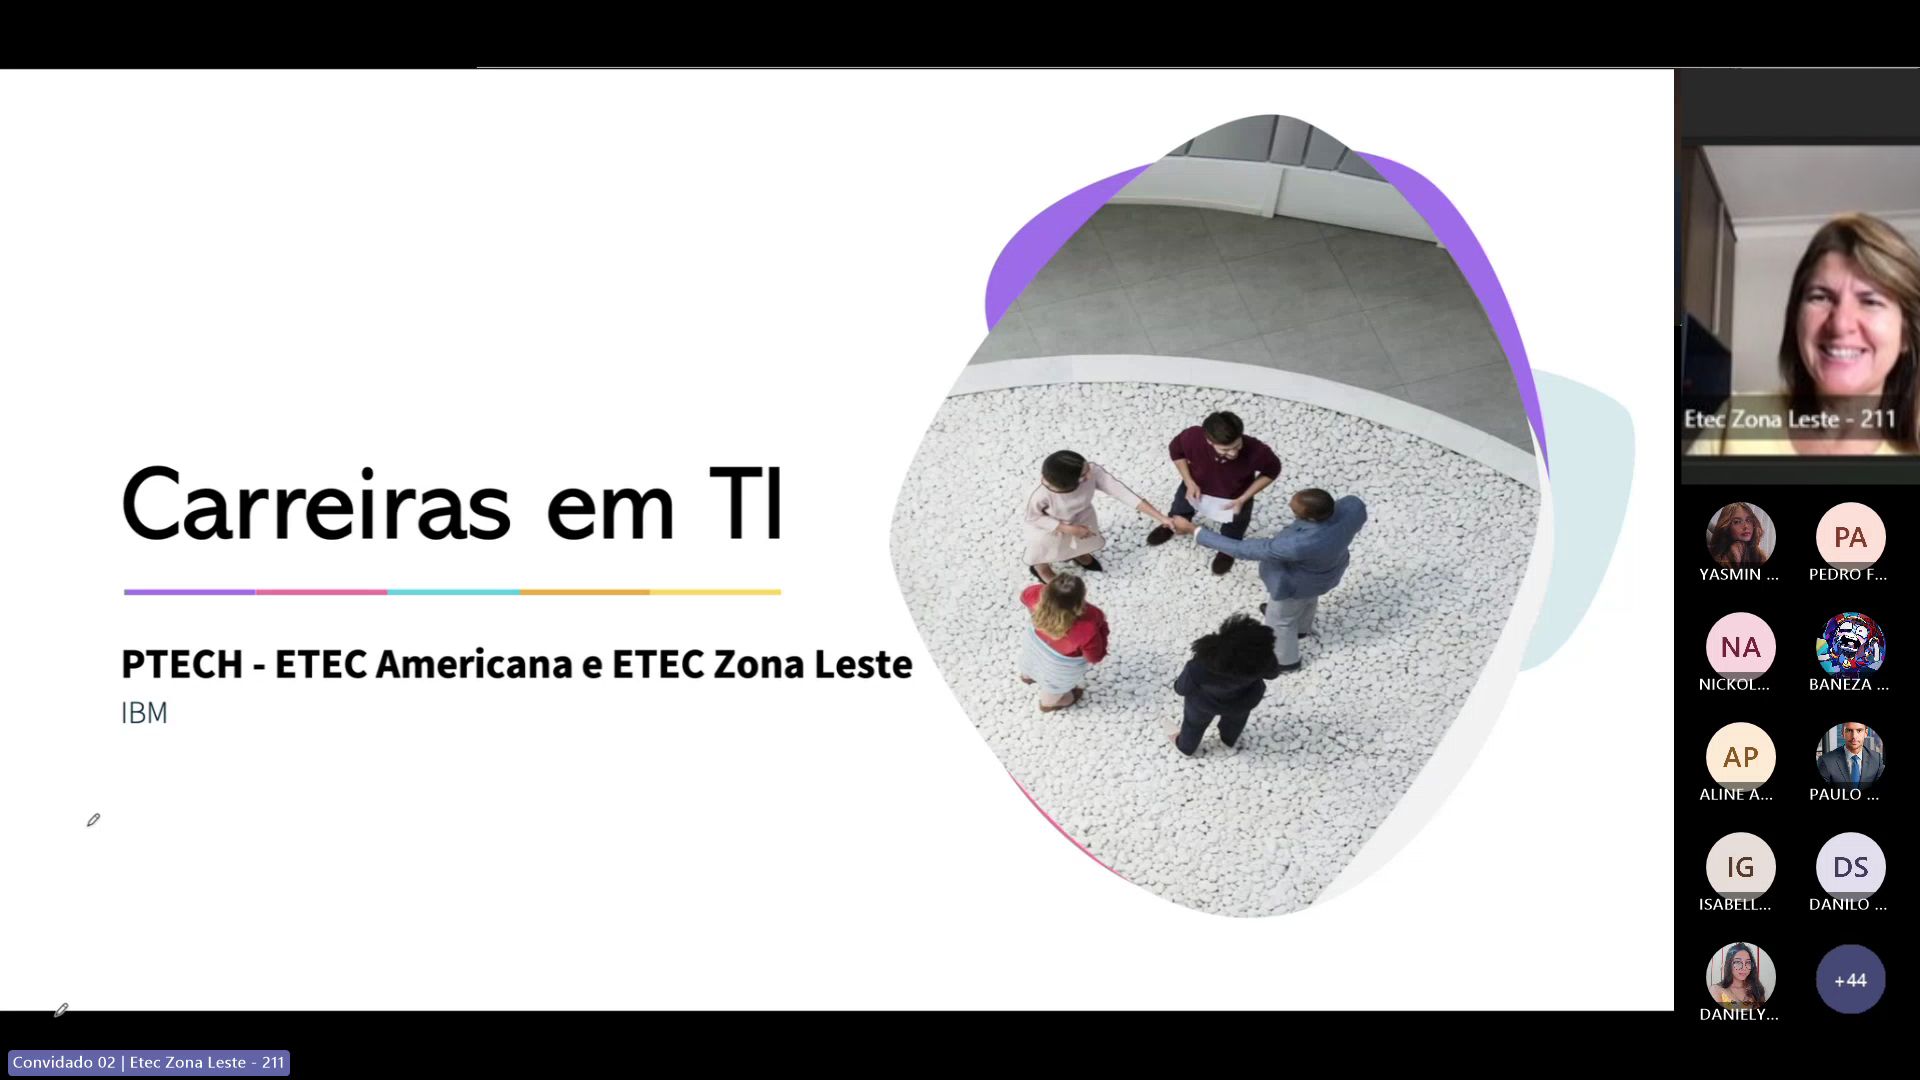 Carreiras em TI
PTECH - ETEC Americana e ETEC Zona Leste
IBM
Etec Zona Leste - 211
YASMIN ...
PA
PEDRO F...
NA
NICKOL...
BANEZA ...
AP
ALINE A...
PAULO ...
IG
ISABELL...
DS
DANILO ...
DANIELY...
+44
Convidado 02 | Etec Zona Leste - 211